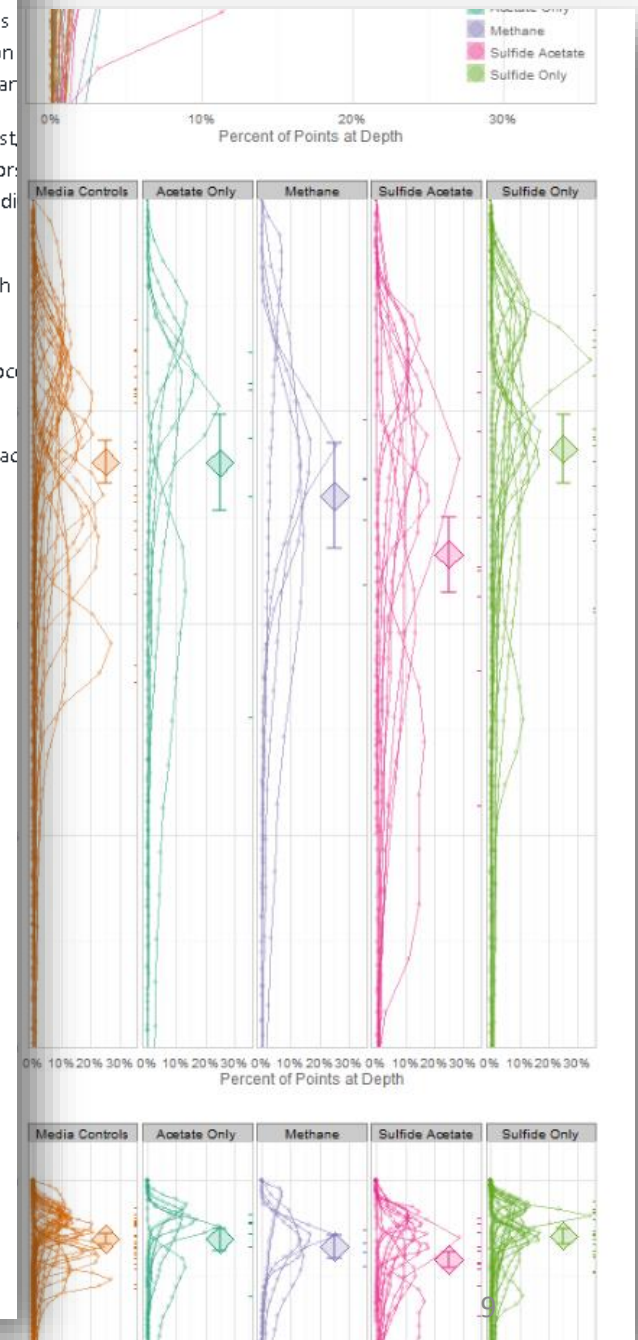 Acetate Only
Methane
Sulfide Acetate
Sulfide Only
0% 10% 20% 30%
Percent of Points at Depth
Media Controls Acetate Only Methane Sulfide Acetate Sulfide Only
0% 10% 20% 30% 0% 10% 20% 30% 0% 10% 20% 30% 0% 10% 20% 30% 0% 10% 20% 30%
Percent of Points at Depth
Media Controls Acetate Only Methane Sulfide Acetate Sulfide Only
9